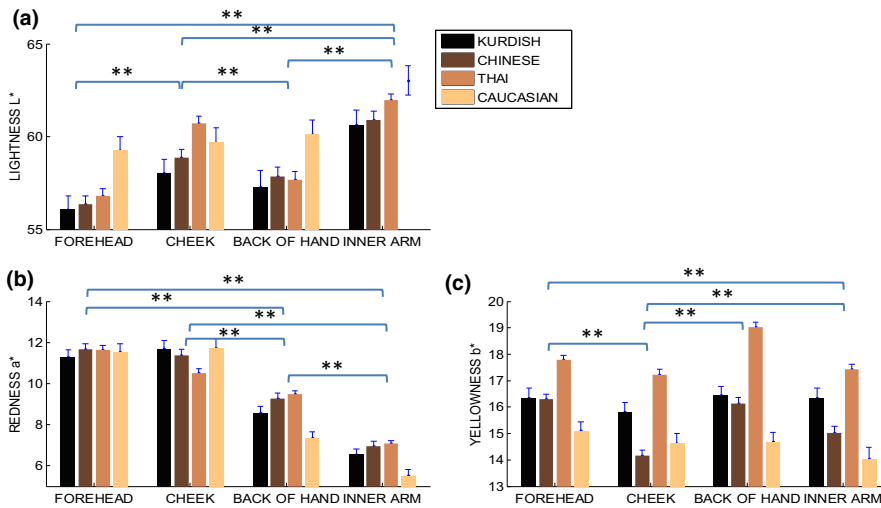 (a)
**
**
**
**
**
65
60
55
LIGHTNESS L*
FOREHEAD CHEEK BACK OF HAND INNER ARM
KURDISH
CHINESE
THAI
CAUCASIAN
(b)
**
**
**
**
**
14
12
10
8
6
REDNESS a*
FOREHEAD CHEEK BACK OF HAND INNER ARM
(c)
**
**
**
**
20
19
18
17
16
15
14
13
YELLOWNESS b*
FOREHEAD CHEEK BACK OF HAND INNER ARM